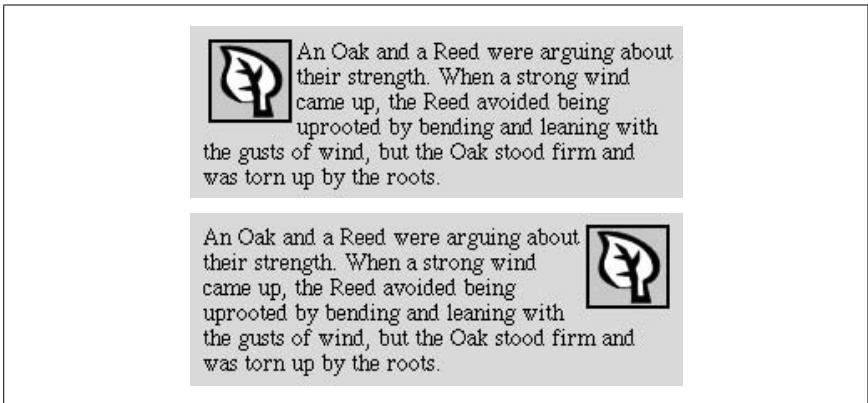 An Oak and a Reed were arguing about
their strength. When a strong wind
came up, the Reed avoided being
uprooted by bending and leaning with
the gusts of wind, but the Oak stood firm and
was torn up by the roots.
An Oak and a Reed were arguing about
their strength. When a strong wind
came up, the Reed avoided being
uprooted by bending and leaning with
the gusts of wind, but the Oak stood firm and
was torn up by the roots.